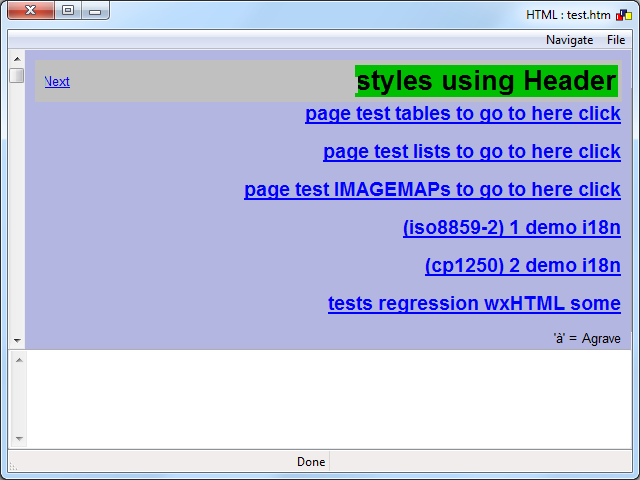 HTML : test.htm
Navigate File
Next
styles using Header
page test tables to go to here click
page test lists to go to here click
page test IMAGEMAPs to go to here click
(iso8859-2) 1 demo i18n
(cp1250) 2 demo i18n
tests regression wxHTML some
'à' = Agrave
Done